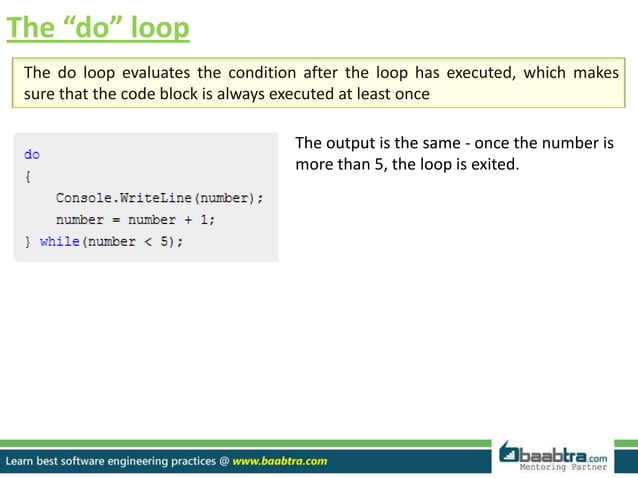 The “do” loop
The do loop evaluates the condition after the loop has executed, which makes
sure that the code block is always executed at least once
do
{
Console.WriteLine(number);
number = number + 1;
} while(number < 5);
The output is the same - once the number is
more than 5, the loop is exited.
Learn best software engineering practices @ www.baabtra.com
baabtra.com
Mentoring Partner